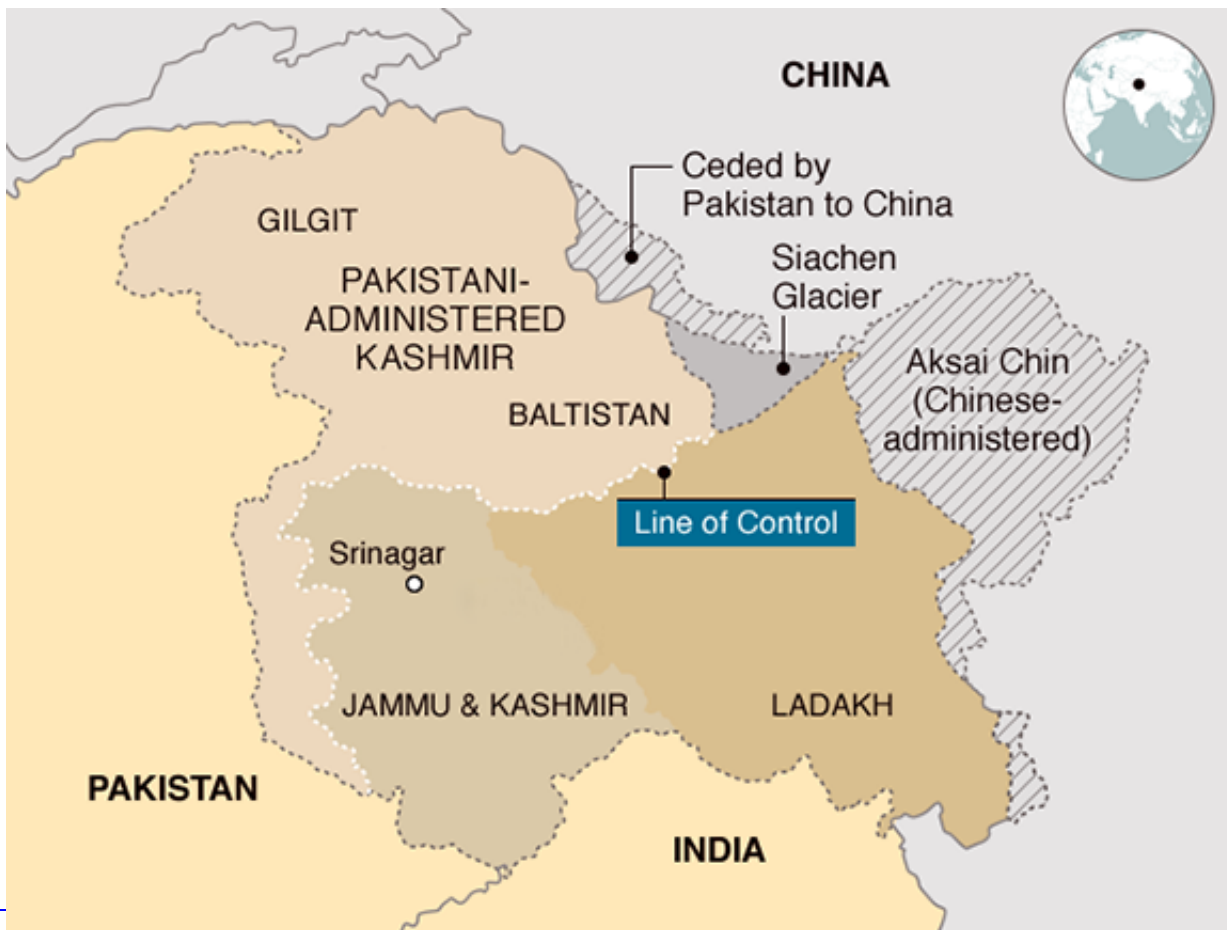 CHINA
Ceded by
Pakistan to China
GILGIT
Siachen
Glacier
PAKISTANI-
ADMINISTERED
KASHMIR
Aksai Chin
(Chinese-
administered)
BALTISTAN
Line of Control
Srinagar
JAMMU & KASHMIR
LADAKH
PAKISTAN
INDIA